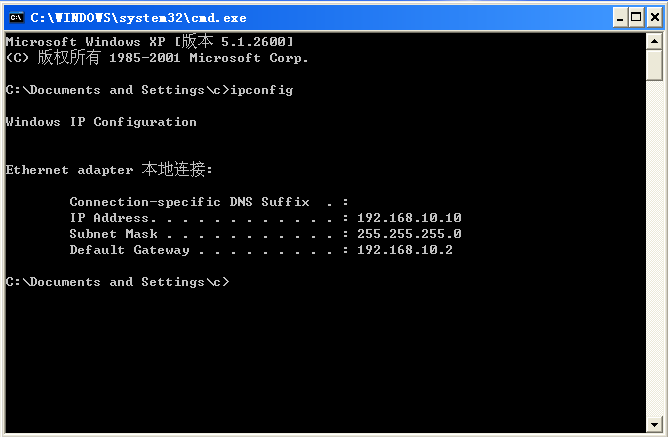 C:\WINDOWS\system32\cmd.exe
Microsoft Windows XP [版本 5.1.2600]
(C) 版权所有 1985-2001 Microsoft Corp.
C:\Documents and Settings\c>ipconfig
Windows IP Configuration
Ethernet adapter 本地连接:
Connection-specific DNS Suffix  . :
IP Address. . . . . . . . . . . . : 192.168.10.10
Subnet Mask . . . . . . . . . . . : 255.255.255.0
Default Gateway . . . . . . . . . : 192.168.10.2
C:\Documents and Settings\c>